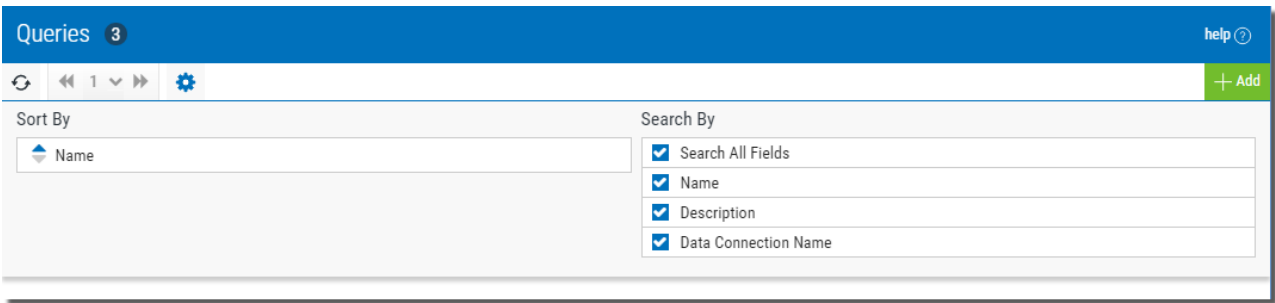 Queries 3
help ?
1
+ Add
Sort By
Name
Search By
Search All Fields
Name
Description
Data Connection Name